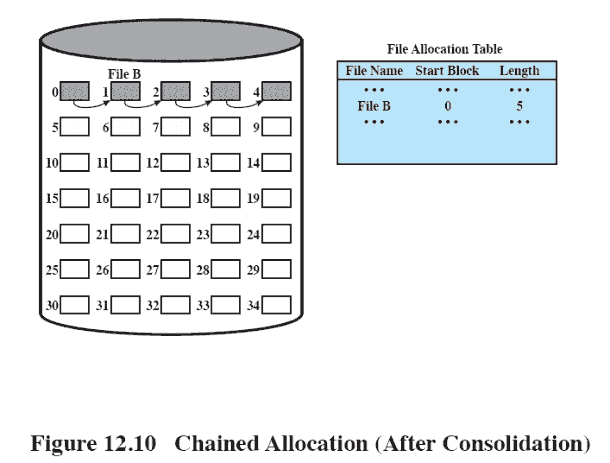 File B
0 1 2 3 4
5 6 7 8 9
10 11 12 13 14
15 16 17 18 19
20 21 22 23 24
25 26 27 28 29
30 31 32 33 34
File Allocation Table
File Name Start Block Length
••• ••• •••
File B 0 5
••• ••• •••
Figure 12.10 Chained Allocation (After Consolidation)